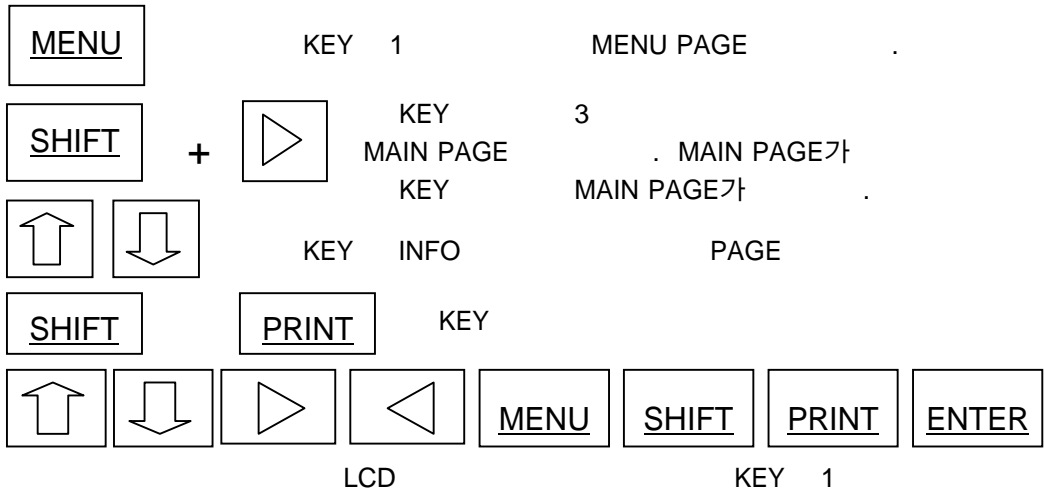 MENU KEY 1 MENU PAGE .
KEY 3
SHIFT + MAIN PAGE . MAIN PAGE가
KEY MAIN PAGE가 .
KEY INFO PAGE
SHIFT PRINT KEY
MENU SHIFT PRINT ENTER
LCD KEY 1